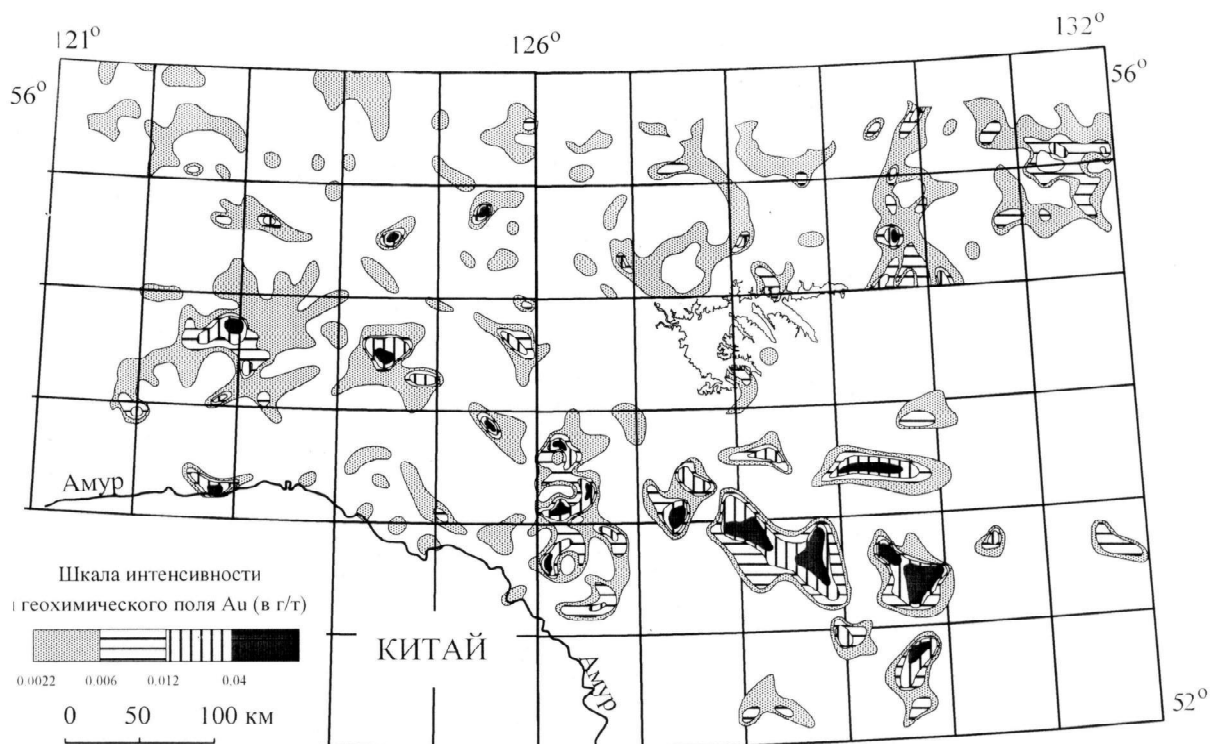 121°
126°
132°
56°
56°
Амур
Шкала интенсивности
геохимического поля Au (в г/т)
0.0022 0.006 0.012 0.04
0 50 100 км
КИТАЙ
Амур
52°